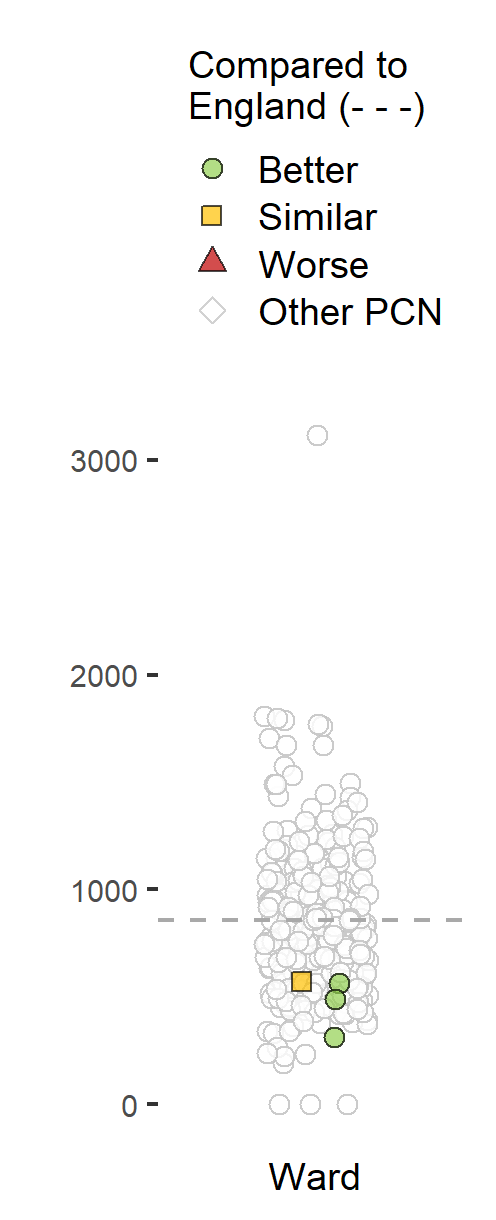 Compared to
England (- - -)
Better
Similar
Worse
Other PCN
3000
2000
1000
0
Ward